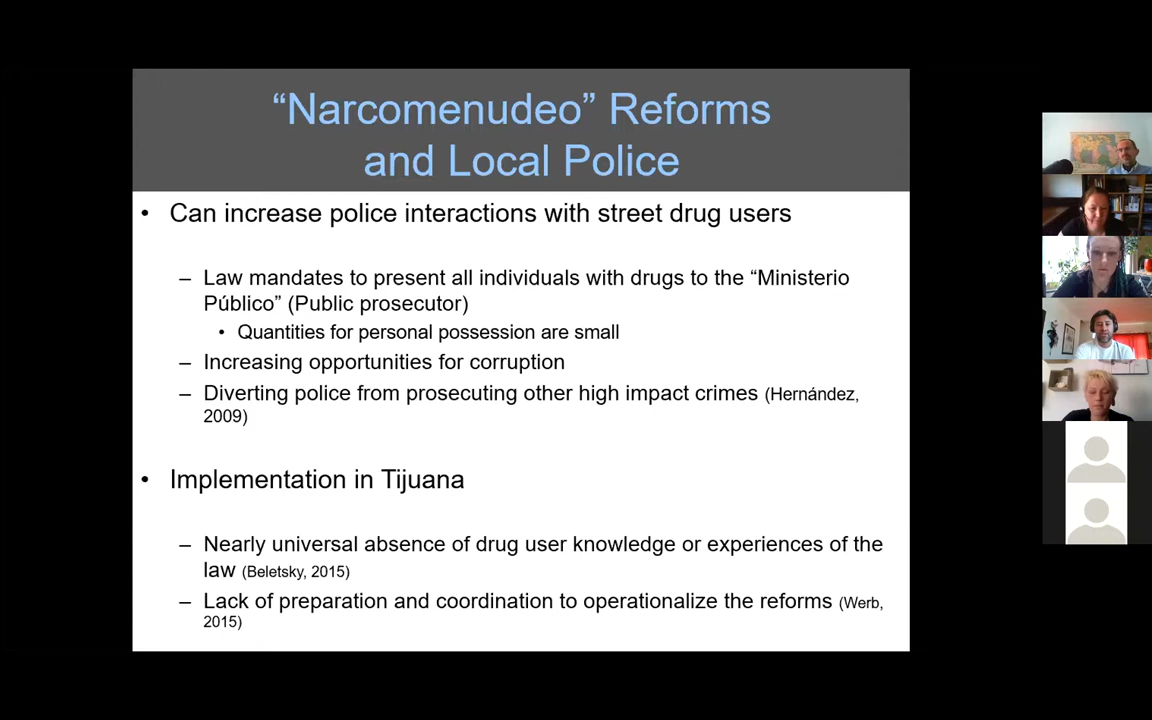 “Narcomenudeo” Reforms
and Local Police
• Can increase police interactions with street drug users
– Law mandates to present all individuals with drugs to the “Ministerio
Público” (Public prosecutor)
• Quantities for personal possession are small
– Increasing opportunities for corruption
– Diverting police from prosecuting other high impact crimes (Hernández,
2009)
• Implementation in Tijuana
– Nearly universal absence of drug user knowledge or experiences of the
law (Beletsky, 2015)
– Lack of preparation and coordination to operationalize the reforms (Werb,
2015)